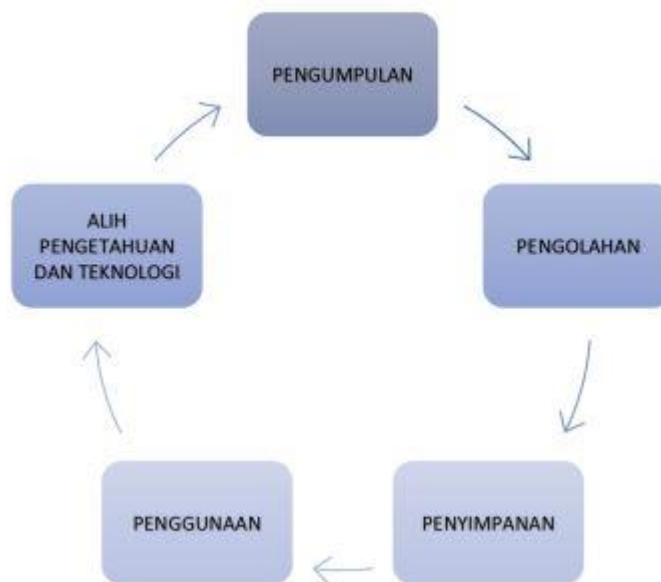 PENGUMPULAN
PENGOLAHAN
PENYIMPANAN
PENGGUNAAN
ALIH
PENGETAHUAN
DAN TEKNOLOGI